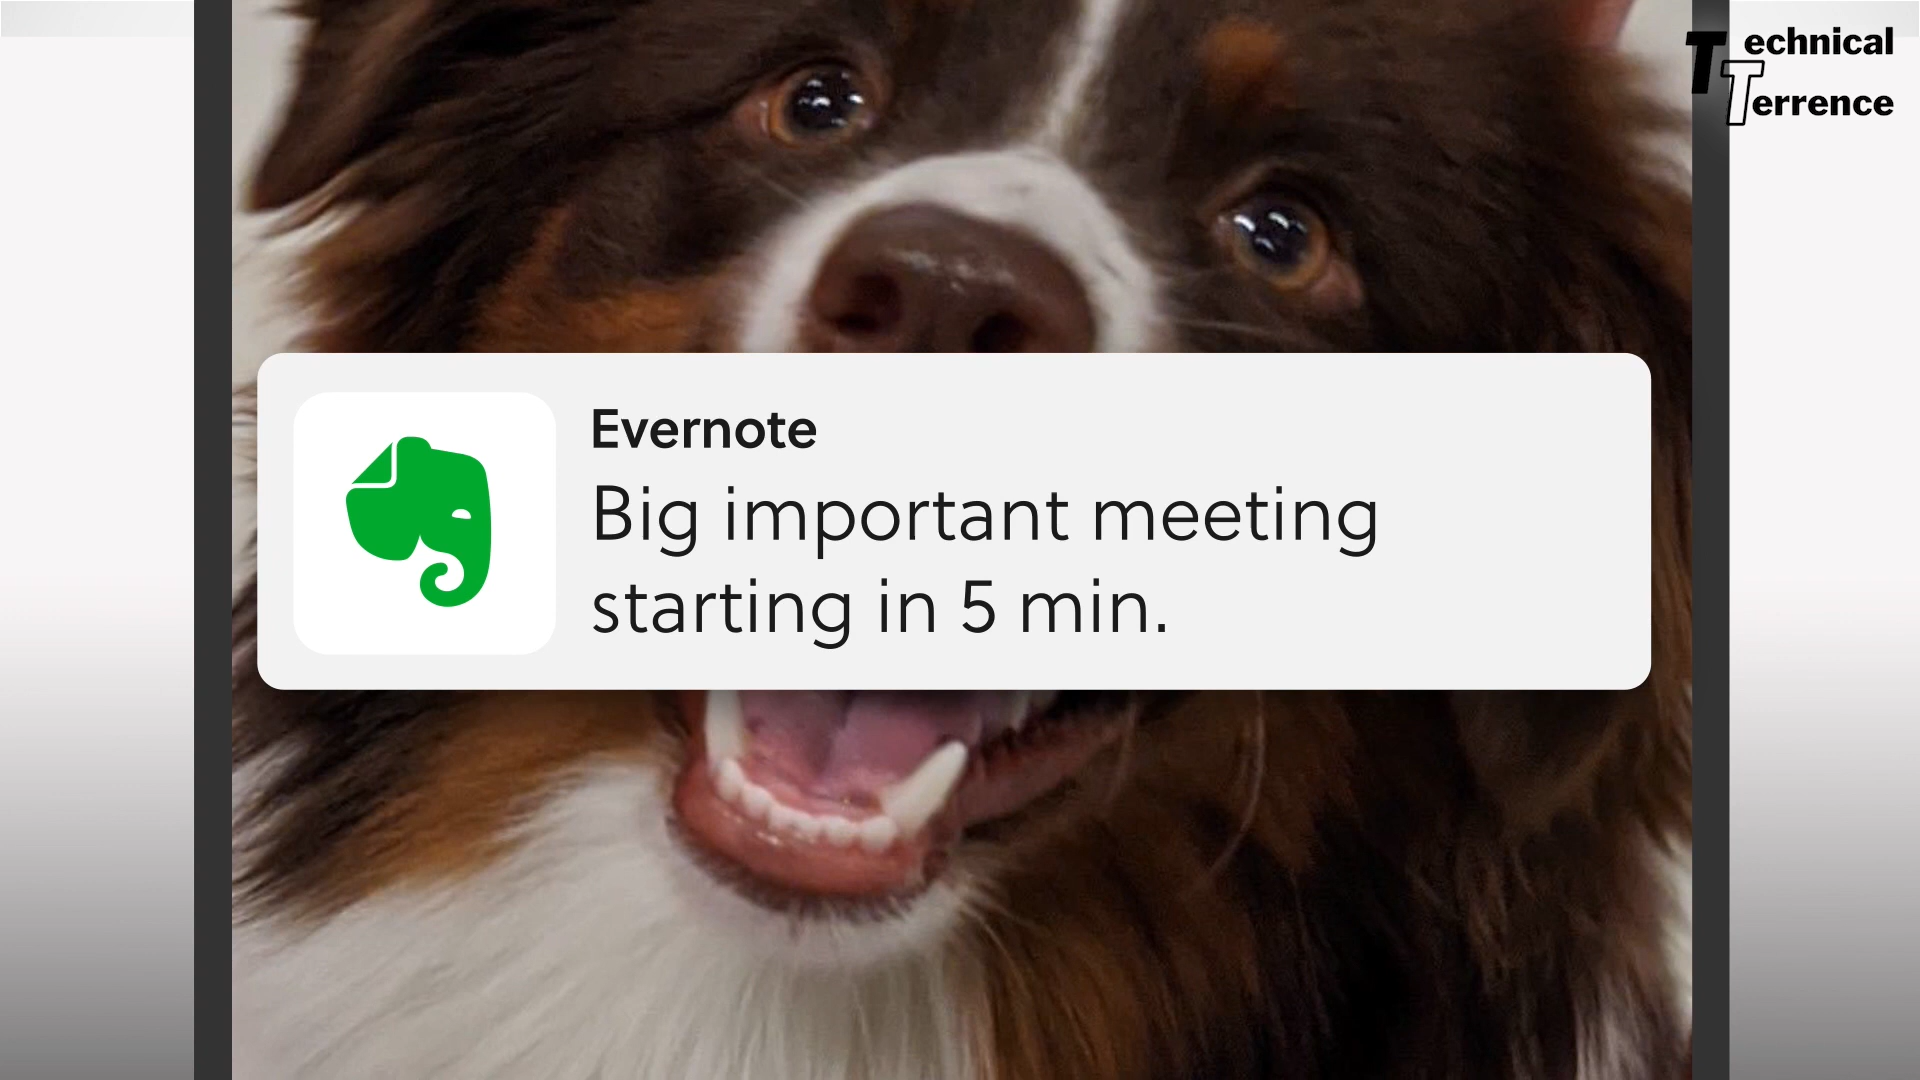 Technical
Terrence
Evernote
Big important meeting
starting in 5 min.